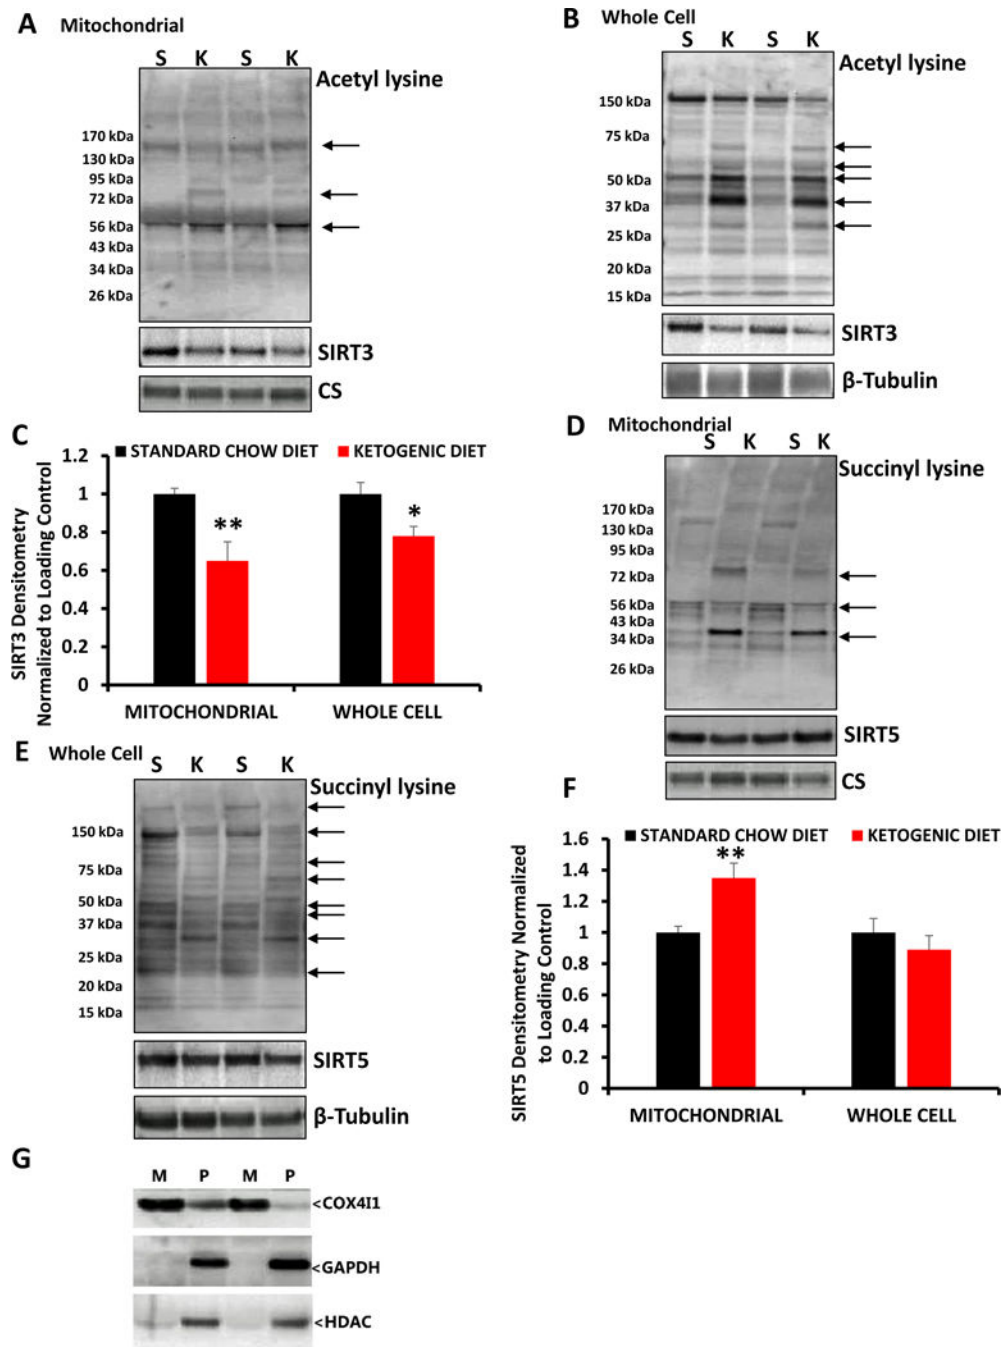 A Mitochondrial
S K S K
Acetyl lysine
170 kDa
130 kDa
95 kDa
72 kDa
56 kDa
43 kDa
34 kDa
26 kDa
SIRT3
CS
B Whole Cell
S K S K
Acetyl lysine
150 kDa
75 kDa
50 kDa
37 kDa
25 kDa
20 kDa
15 kDa
SIRT3
β-Tubulin
C
STANDARD CHOW DIET KETOGENIC DIET
SIRT3 Densitometry
Normalized to Loading Control
1.2
1
0.8
0.6
0.4
0.2
0
**
*
MITOCHONDRIAL WHOLE CELL
D Mitochondrial
S K S K
Succinyl lysine
170 kDa
130 kDa
95 kDa
72 kDa
56 kDa
43 kDa
34 kDa
26 kDa
SIRT5
CS
E Whole Cell
S K S K
Succinyl lysine
150 kDa
75 kDa
50 kDa
37 kDa
25 kDa
20 kDa
15 kDa
SIRT5
β-Tubulin
F
STANDARD CHOW DIET KETOGENIC DIET
SIRT5 Densitometry Normalized
to Loading Control
1.6
1.4
1.2
1
0.8
0.6
0.4
0.2
0
**
MITOCHONDRIAL WHOLE CELL
G
M P M P
<COX4I1
<GAPDH
<HDAC